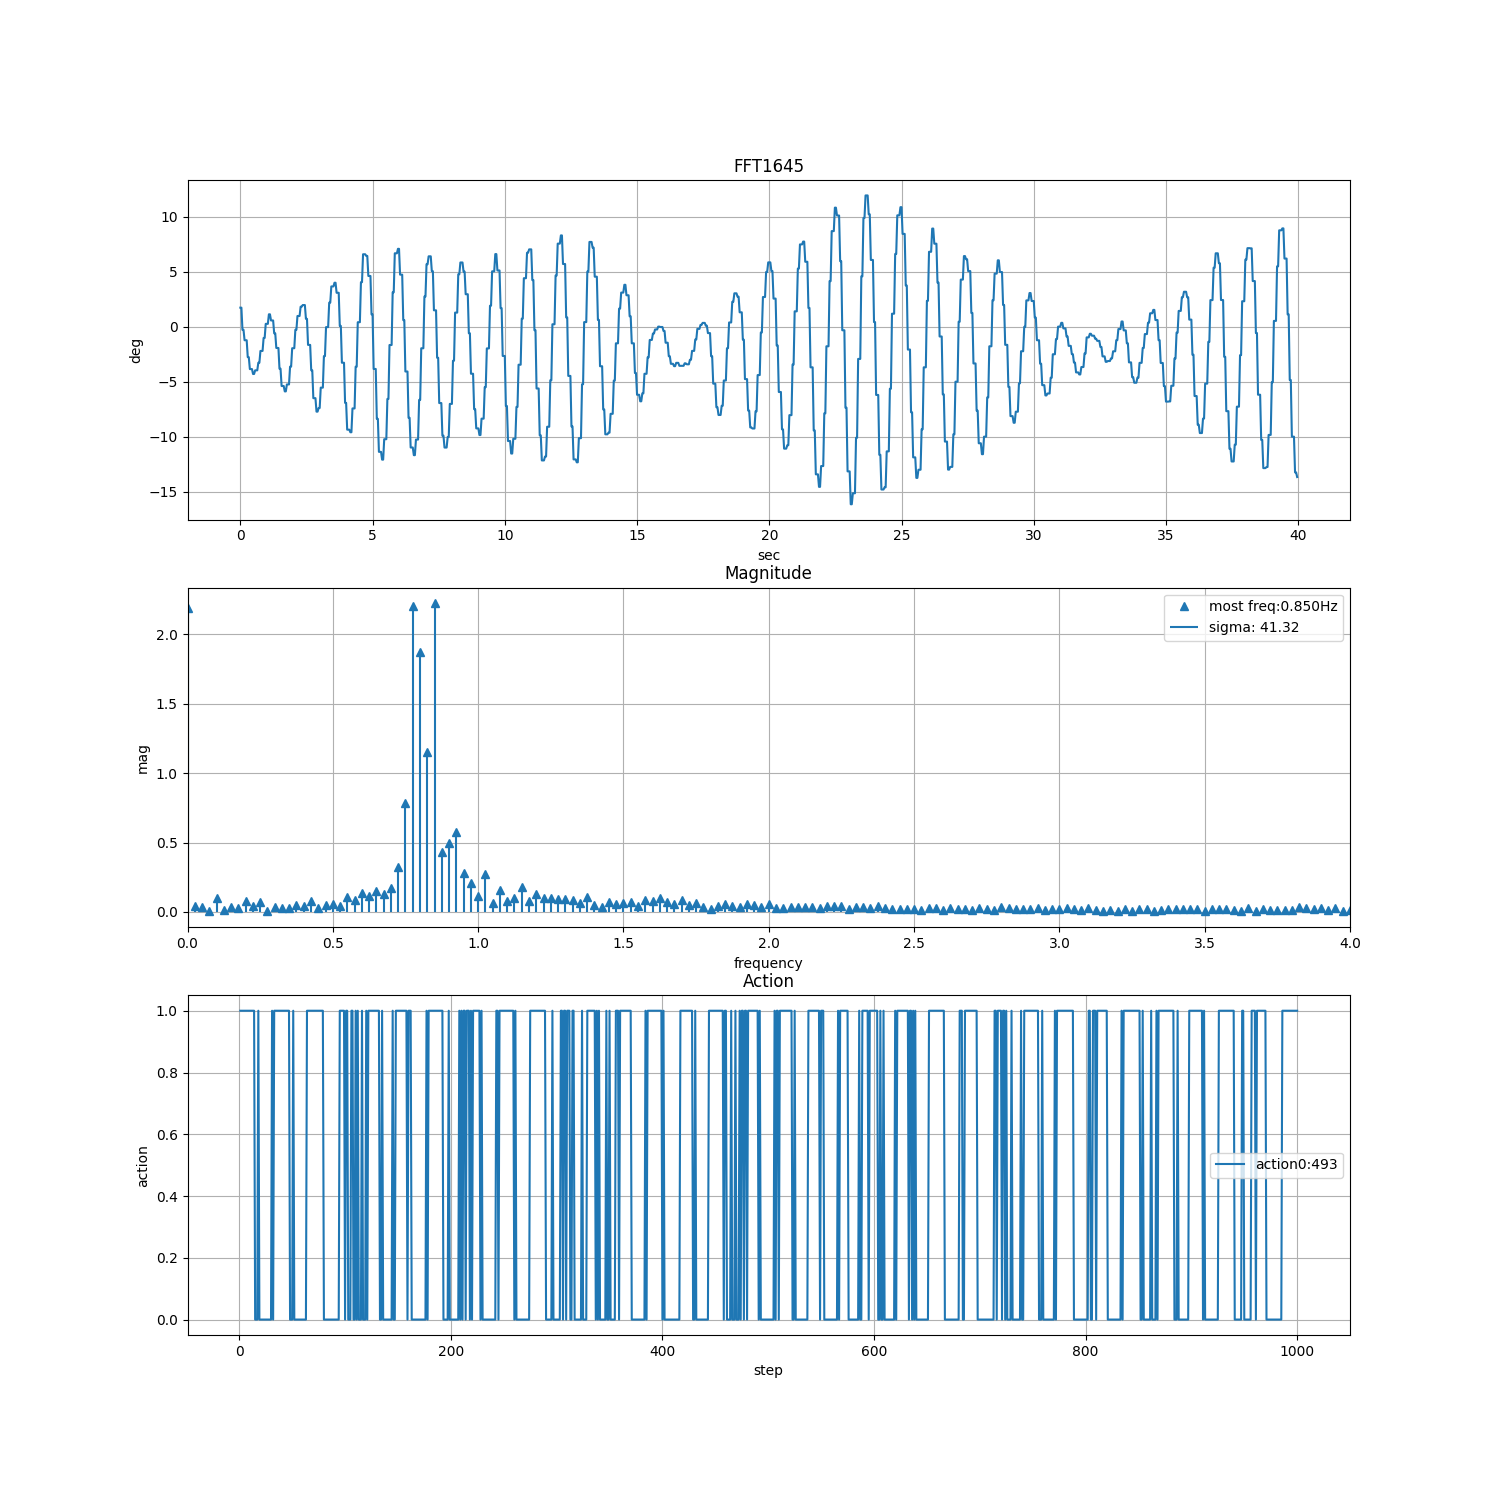 FFT1645
10
5
0
−5
−10
−15
deg
0 5 10 15 20 25 30 35 40
sec
Magnitude
most freq:0.850Hz
sigma: 41.32
2.0
1.5
1.0
0.5
0.0
mag
0.0 0.5 1.0 1.5 2.0 2.5 3.0 3.5 4.0
frequency
Action
1.0
0.8
0.6
0.4
0.2
0.0
action
action0:493
0 200 400 600 800 1000
step